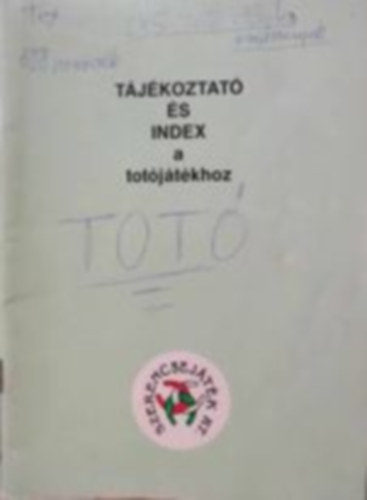 TÁJÉKOZTATÓ
ÉS
INDEX
a
totójátékhoz
TOTÓ
SZERENCSEJÁTÉK RT